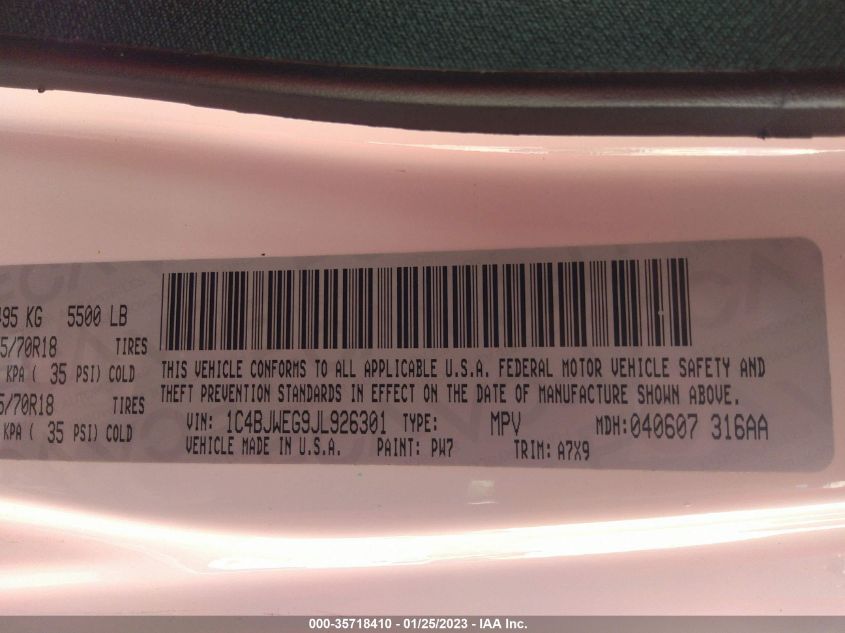 495 KG 5500 LB
5/70R18 TIRES
KPA ( 35 PSI) COLD
5/70R18 TIRES
KPA ( 35 PSI) COLD
THIS VEHICLE CONFORMS TO ALL APPLICABLE U.S.A. FEDERAL MOTOR VEHICLE SAFETY AND
THEFT PREVENTION STANDARDS IN EFFECT ON THE DATE OF MANUFACTURE SHOWN ABOVE.
VIN: 1C4BJWEG9JL926301 TYPE: MPV MDH:040607 316AA
VEHICLE MADE IN U.S.A. PAINT: PW7 TRIM: A7X9
000-35718410 - 01/25/2023 - © IAA Inc.